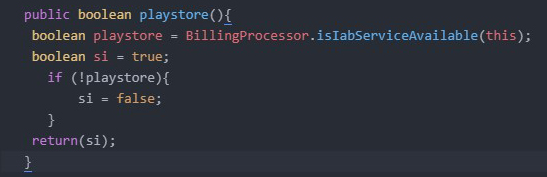 public boolean playstore(){
boolean playstore = BillingProcessor.isIabServiceAvailable(this);
boolean si = true;
if (!playstore){
si = false;
}
return(si);
}